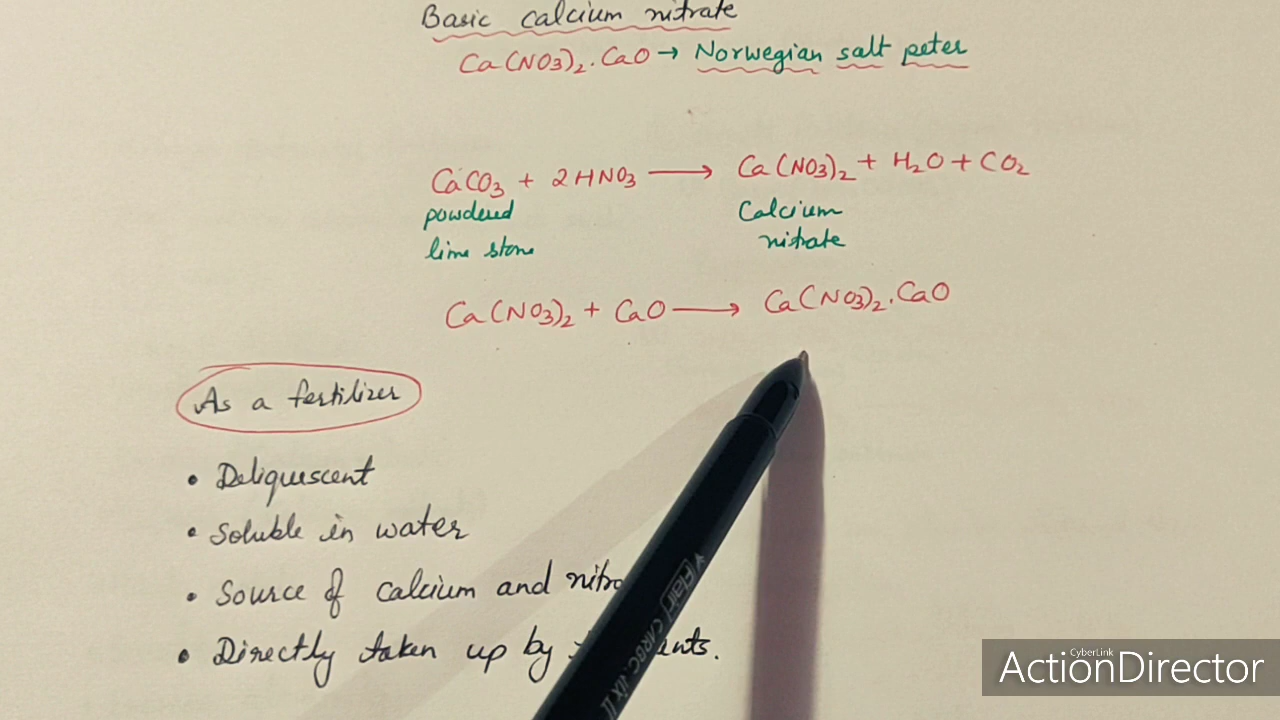 Basic calcium nitrate
Ca(NO3)2.CaO → Norwegian salt peter
CaCO3 + 2HNO3 ⟶ Ca(NO3)2 + H2O + CO2
powdered Calcium
lime stone nitrate
Ca(NO3)2 + CaO ⟶ Ca(NO3)2.CaO
As a fertilizer
• Deliquescent
• Soluble in water
• Source of calcium and
• Directly taken up by
Flair
CyberLink
ActionDirector